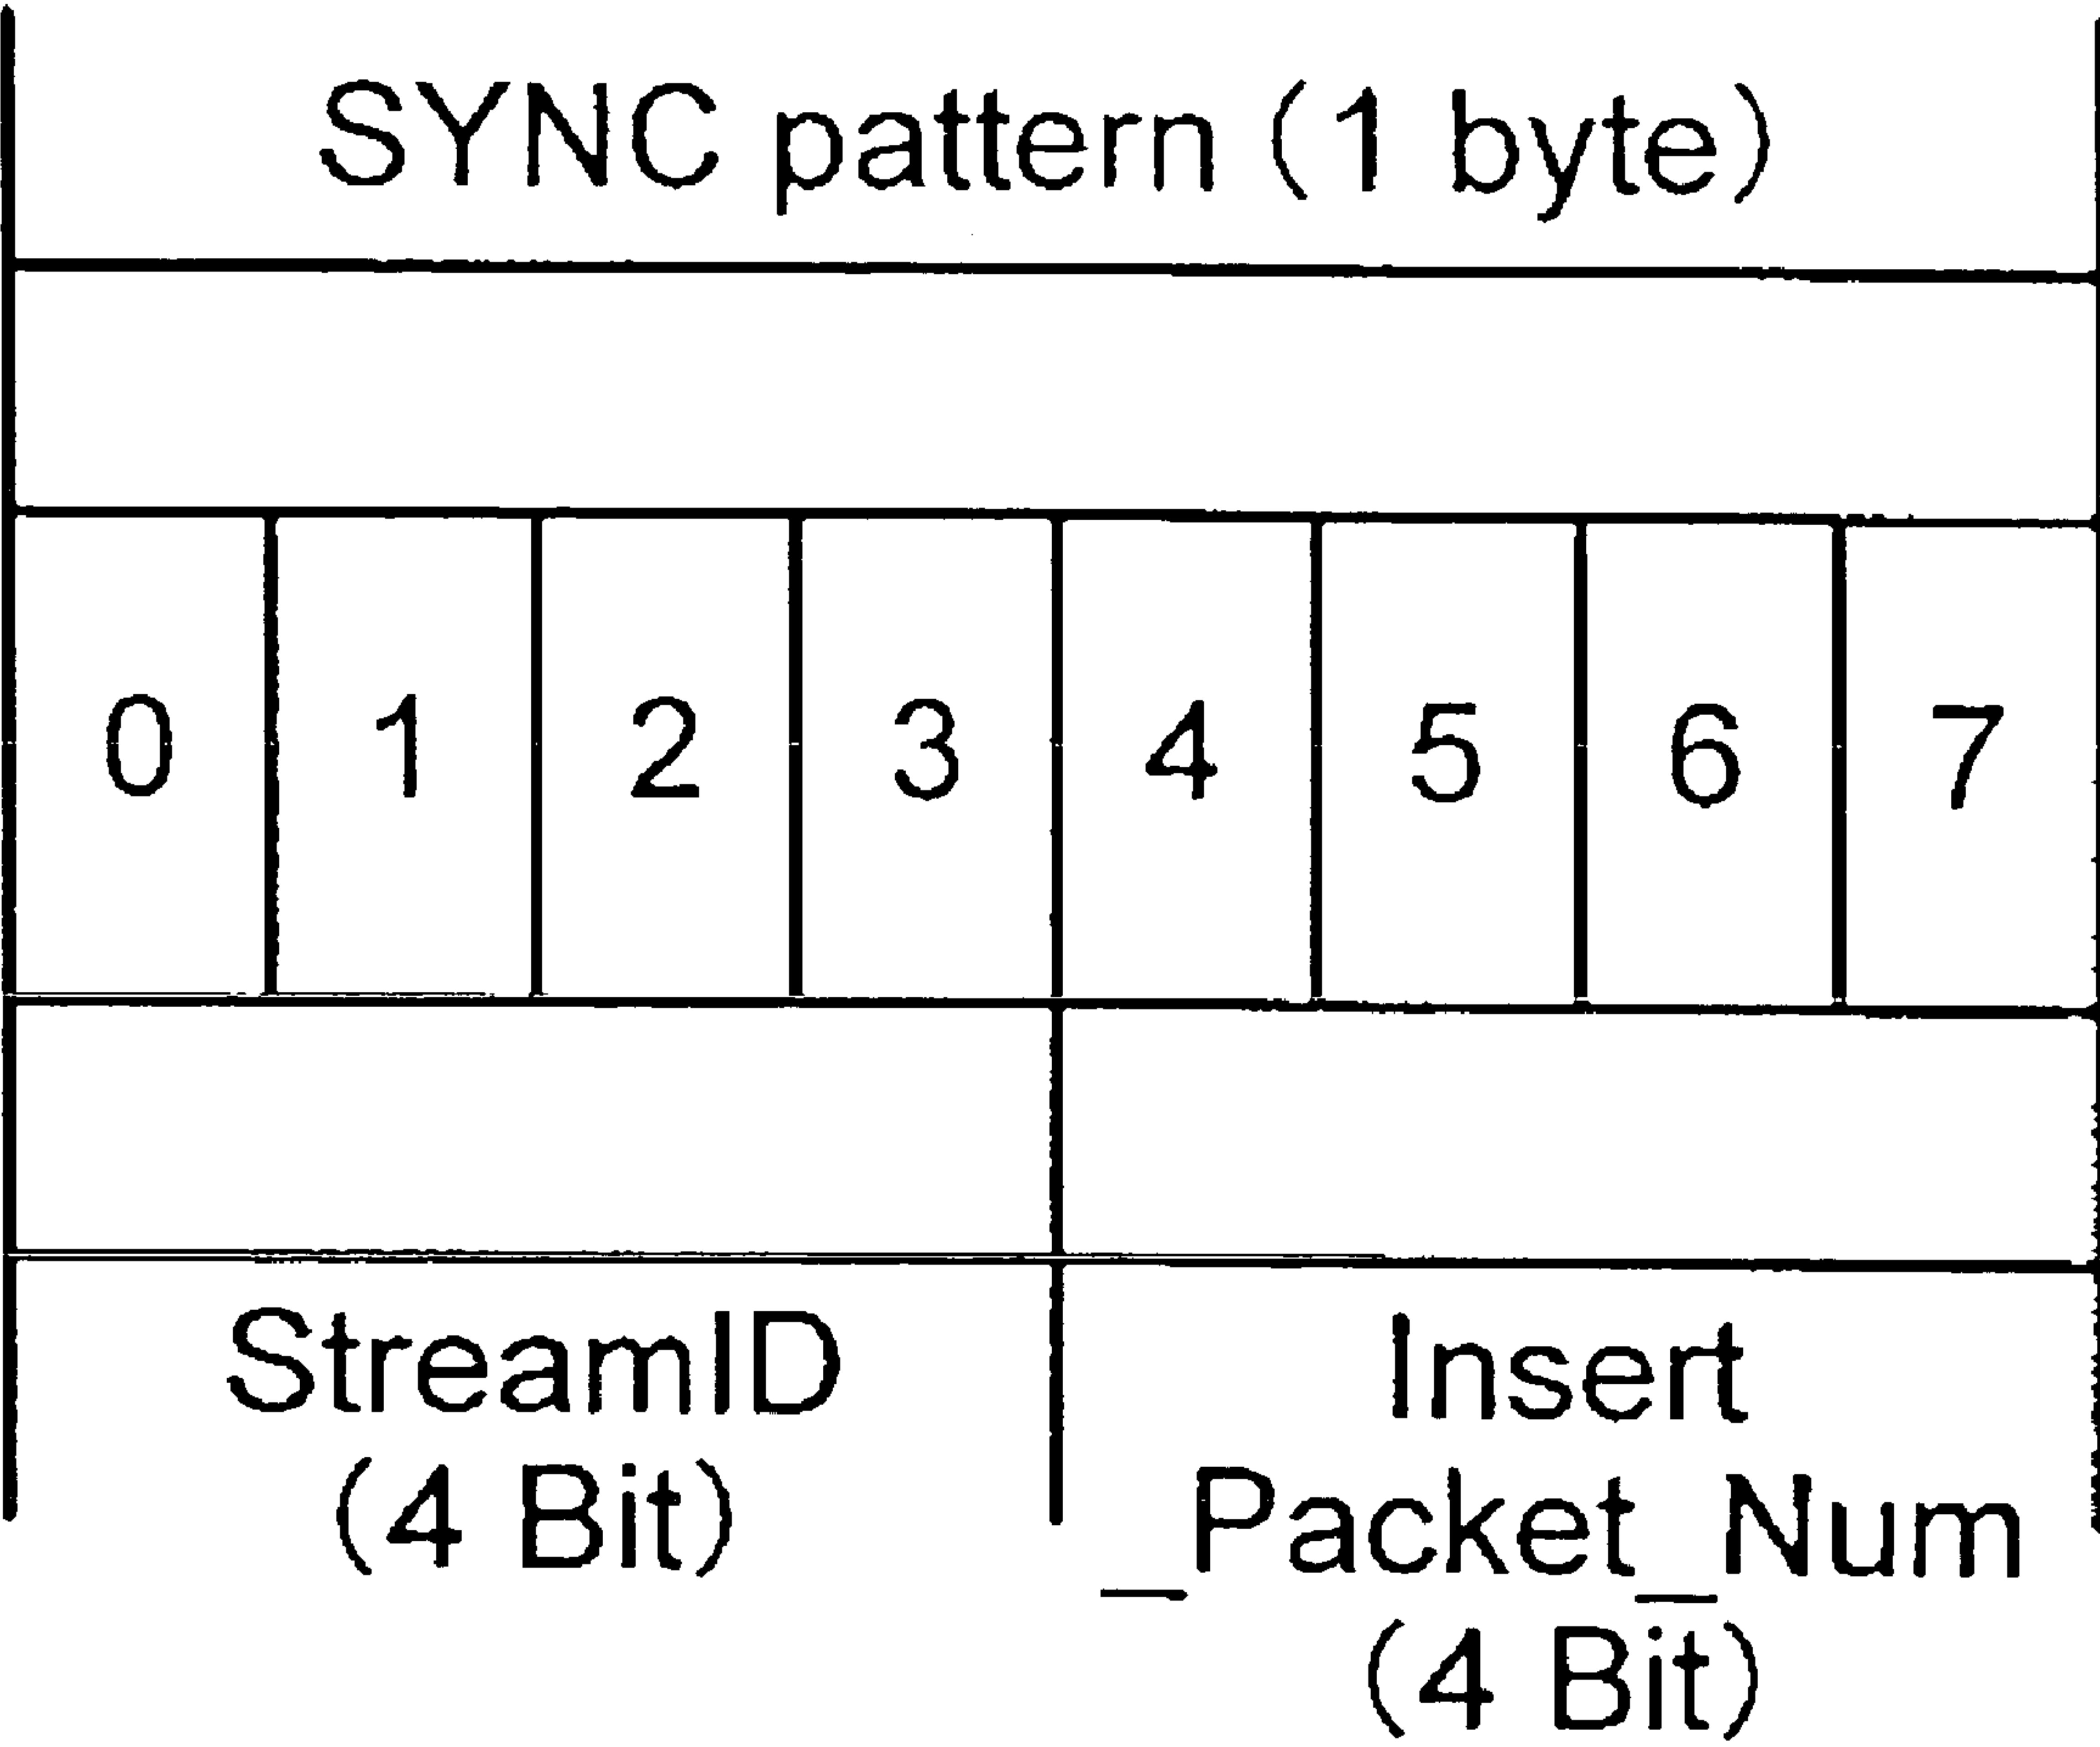 SYNC pattern (1 byte)
0 1 2 3 4 5 6 7
StreamID
(4 Bit)
Insert
_Packet_Num
(4 Bit)